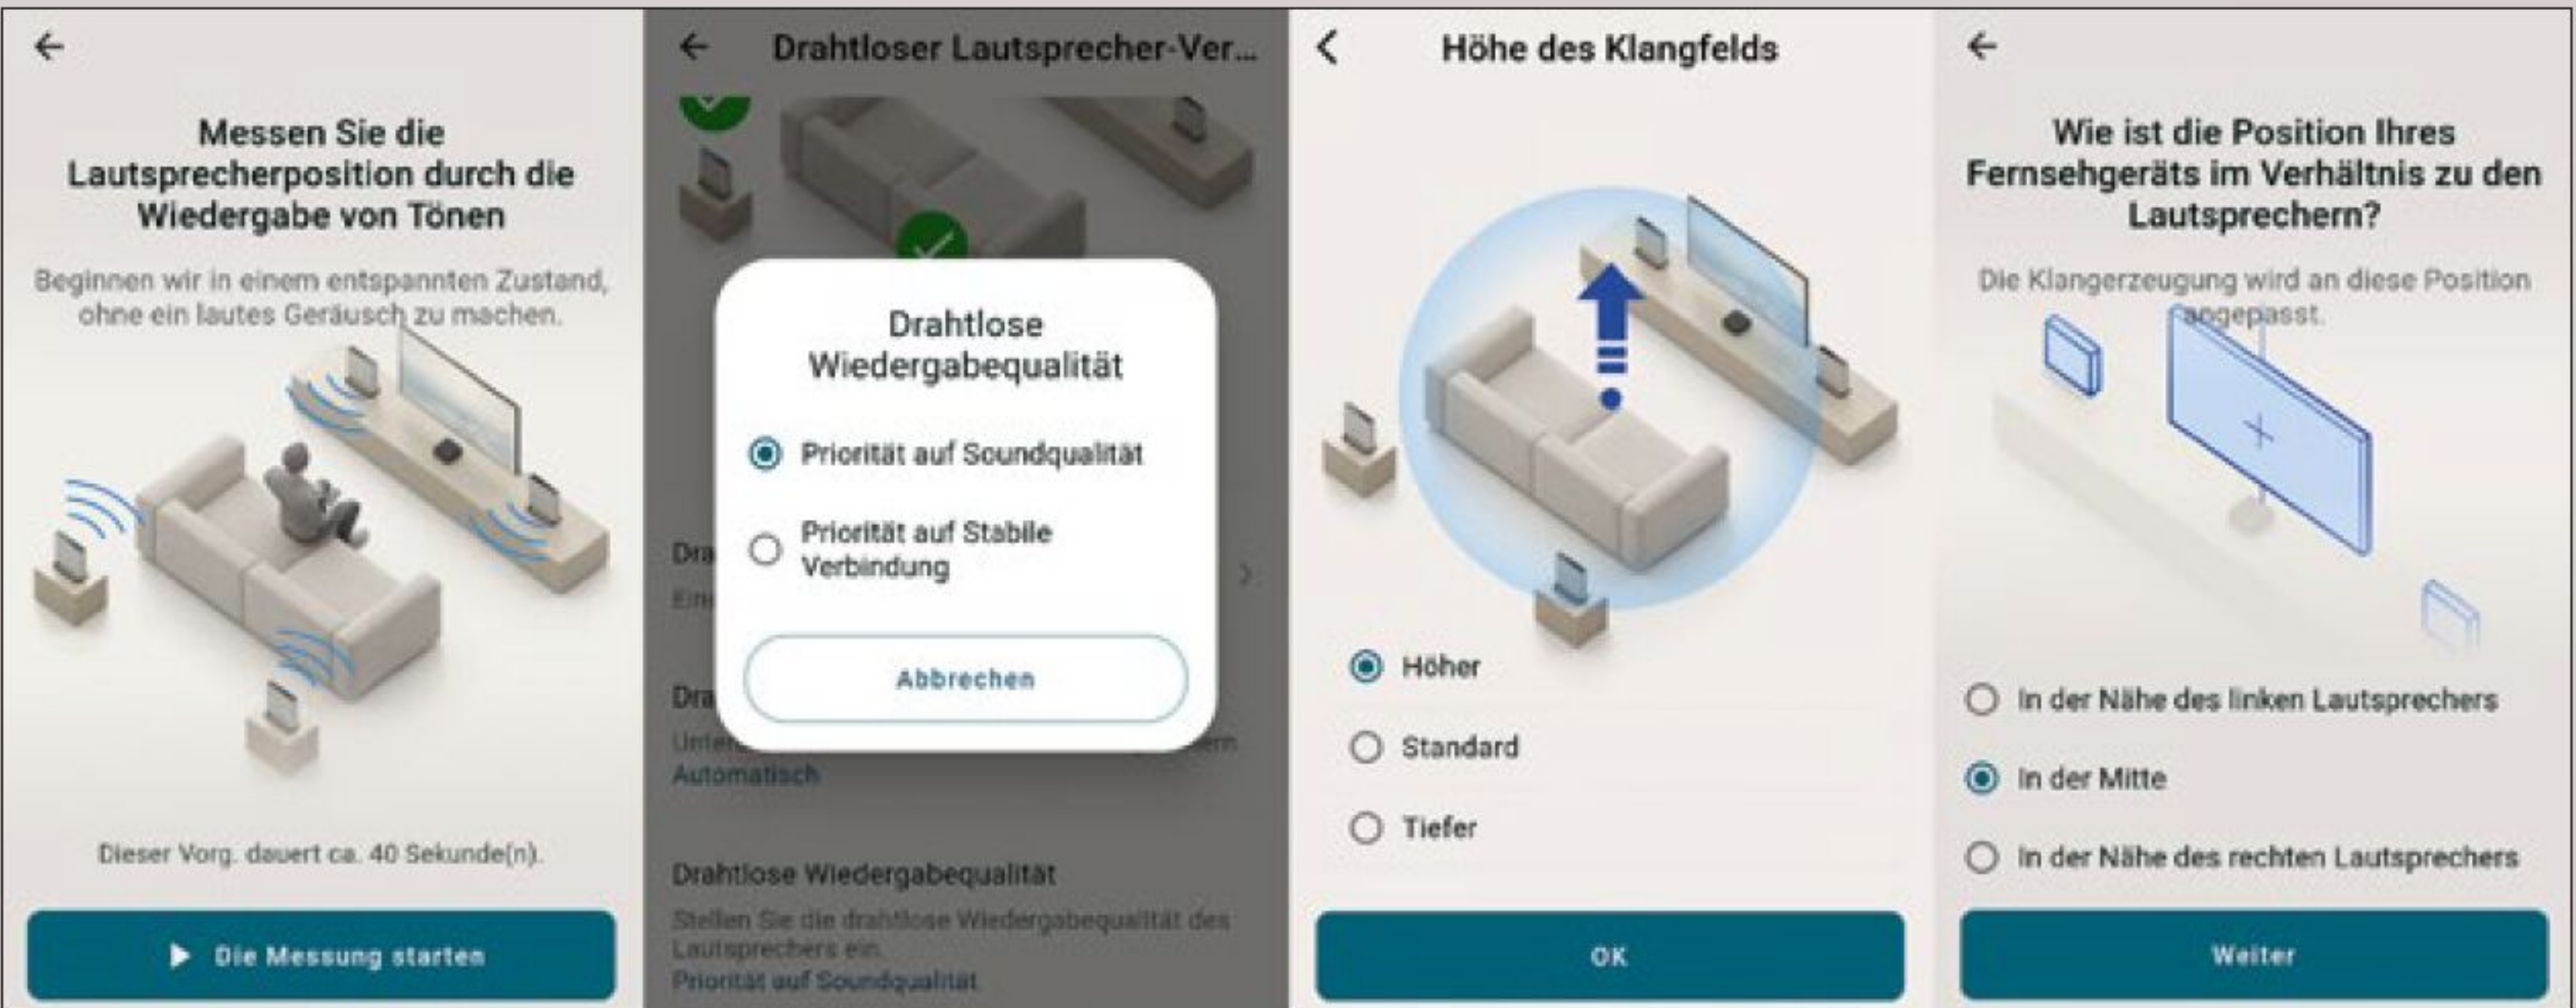 Messen Sie die
Lautsprecherposition durch die
Wiedergabe von Tönen
Beginnen wir in einem entspannten Zustand,
ohne ein lautes Geräusch zu machen.
Dieser Vorg. dauert ca. 40 Sekunde(n).
Die Messung starten
Drahtloser Lautsprecher-Ver...
Drahtlose
Wiedergabequalität
Priorität auf Soundqualität
Priorität auf Stabile
Verbindung
Abbrechen
Automatisch
Drahtlose Wiedergabequalität
Stellen Sie die drahtlose Wiedergabequalität des
Lautsprechers ein.
Priorität auf Soundqualität
Höhe des Klangfelds
Höher
Standard
Tiefer
OK
Wie ist die Position Ihres
Fernsehgeräts im Verhältnis zu den
Lautsprechern?
Die Klangerzeugung wird an diese Position
angepasst.
In der Nähe des linken Lautsprechers
In der Mitte
In der Nähe des rechten Lautsprechers
Weiter